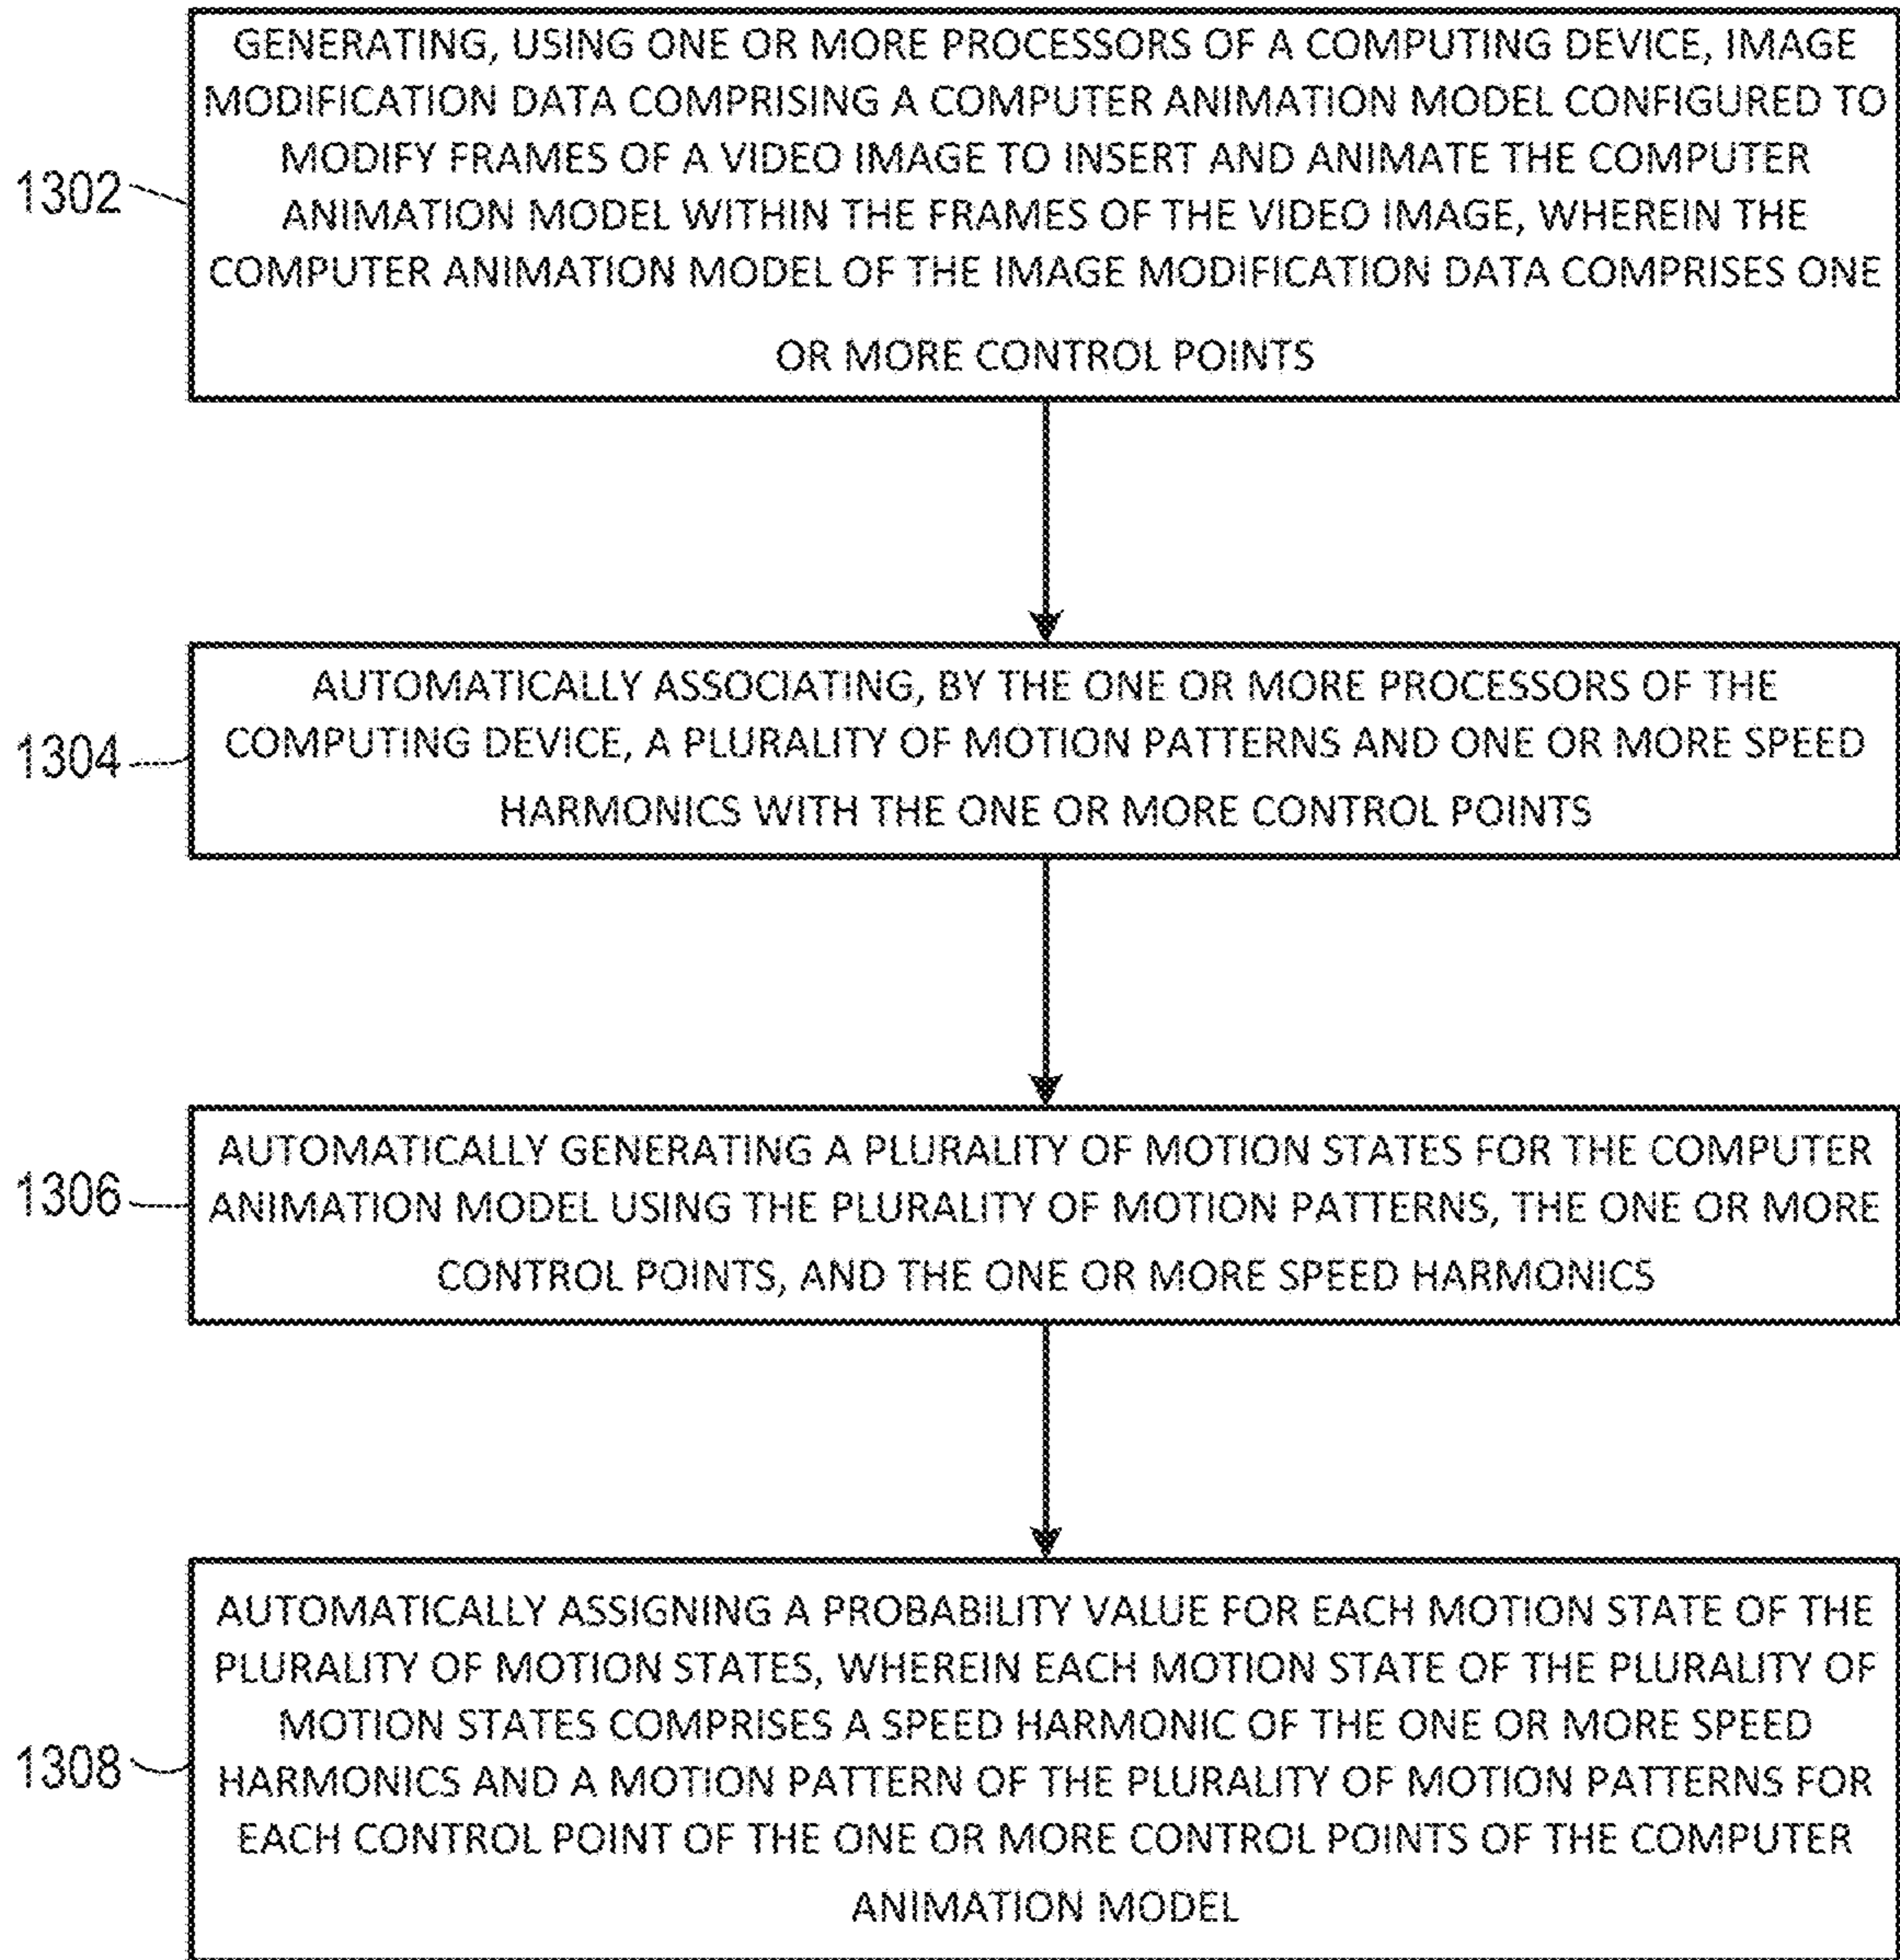 GENERATING, USING ONE OR MORE PROCESSORS OF A COMPUTING DEVICE, IMAGE
MODIFICATION DATA COMPRISING A COMPUTER ANIMATION MODEL CONFIGURED TO
MODIFY FRAMES OF A VIDEO IMAGE TO INSERT AND ANIMATE THE COMPUTER
ANIMATION MODEL WITHIN THE FRAMES OF THE VIDEO IMAGE, WHEREIN THE
COMPUTER ANIMATION MODEL OF THE IMAGE MODIFICATION DATA COMPRISES ONE
OR MORE CONTROL POINTS
1302
AUTOMATICALLY ASSOCIATING, BY THE ONE OR MORE PROCESSORS OF THE
COMPUTING DEVICE, A PLURALITY OF MOTION PATTERNS AND ONE OR MORE SPEED
HARMONICS WITH THE ONE OR MORE CONTROL POINTS
1304
AUTOMATICALLY GENERATING A PLURALITY OF MOTION STATES FOR THE COMPUTER
ANIMATION MODEL USING THE PLURALITY OF MOTION PATTERNS, THE ONE OR MORE
CONTROL POINTS, AND THE ONE OR MORE SPEED HARMONICS
1306
AUTOMATICALLY ASSIGNING A PROBABILITY VALUE FOR EACH MOTION STATE OF THE
PLURALITY OF MOTION STATES, WHEREIN EACH MOTION STATE OF THE PLURALITY OF
MOTION STATES COMPRISES A SPEED HARMONIC OF THE ONE OR MORE SPEED
HARMONICS AND A MOTION PATTERN OF THE PLURALITY OF MOTION PATTERNS FOR
EACH CONTROL POINT OF THE ONE OR MORE CONTROL POINTS OF THE COMPUTER
ANIMATION MODEL
1308